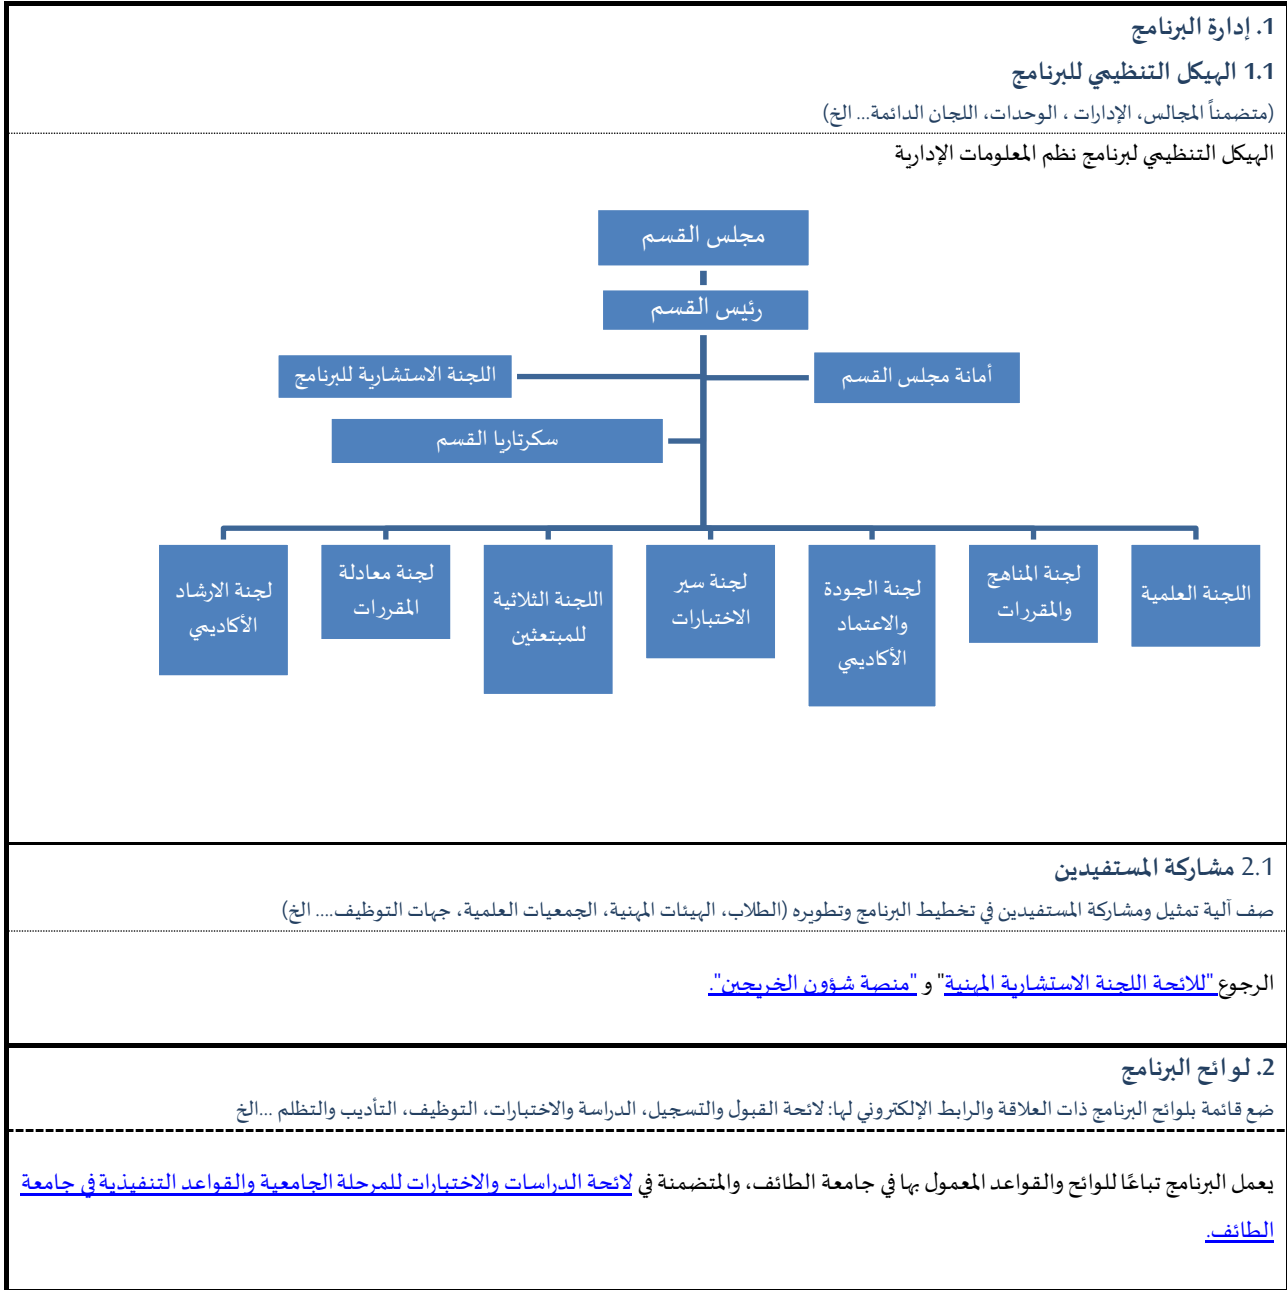 1. إدارة البرنامج
1.1 الهيكل التنظيمي للبرنامج
(متضمناً المجالس، الإدارات ، الوحدات، اللجان الدائمة... الخ)
الهيكل التنظيمي لبرنامج نظم المعلومات الإدارية
مجلس القسم
رئيس القسم
أمانة مجلس القسم
اللجنة الاستشارية للبرنامج
سكرتاريا القسم
اللجنة العلمية
لجنة المناهج
والمقررات
لجنة الجودة
والاعتماد
الأكاديمي
لجنة سير
الاختبارات
اللجنة الثلاثية
للمبتعثين
لجنة معادلة
المقررات
لجنة الارشاد
الأكاديمي
2.1 مشاركة المستفيدين
صف آلية تمثيل ومشاركة المستفيدين في تخطيط البرنامج وتطويره (الطلاب، الهيئات المهنية، الجمعيات العلمية، جهات التوظيف.... الخ)
الرجوع "للائحة اللجنة الاستشارية المهنية" و "منصة شؤون الخريجين".
2. لوائح البرنامج
ضع قائمة بلوائح البرنامج ذات العلاقة والرابط الإلكتروني لها: لائحة القبول والتسجيل، الدراسة والاختبارات، التوظيف، التأديب والتظلم ...الخ
يعمل البرنامج تباعًا للوائح والقواعد المعمول بها في جامعة الطائف، والمتضمنة في لائحة الدراسات والاختبارات للمرحلة الجامعية والقواعد التنفيذية في جامعة
الطائف.